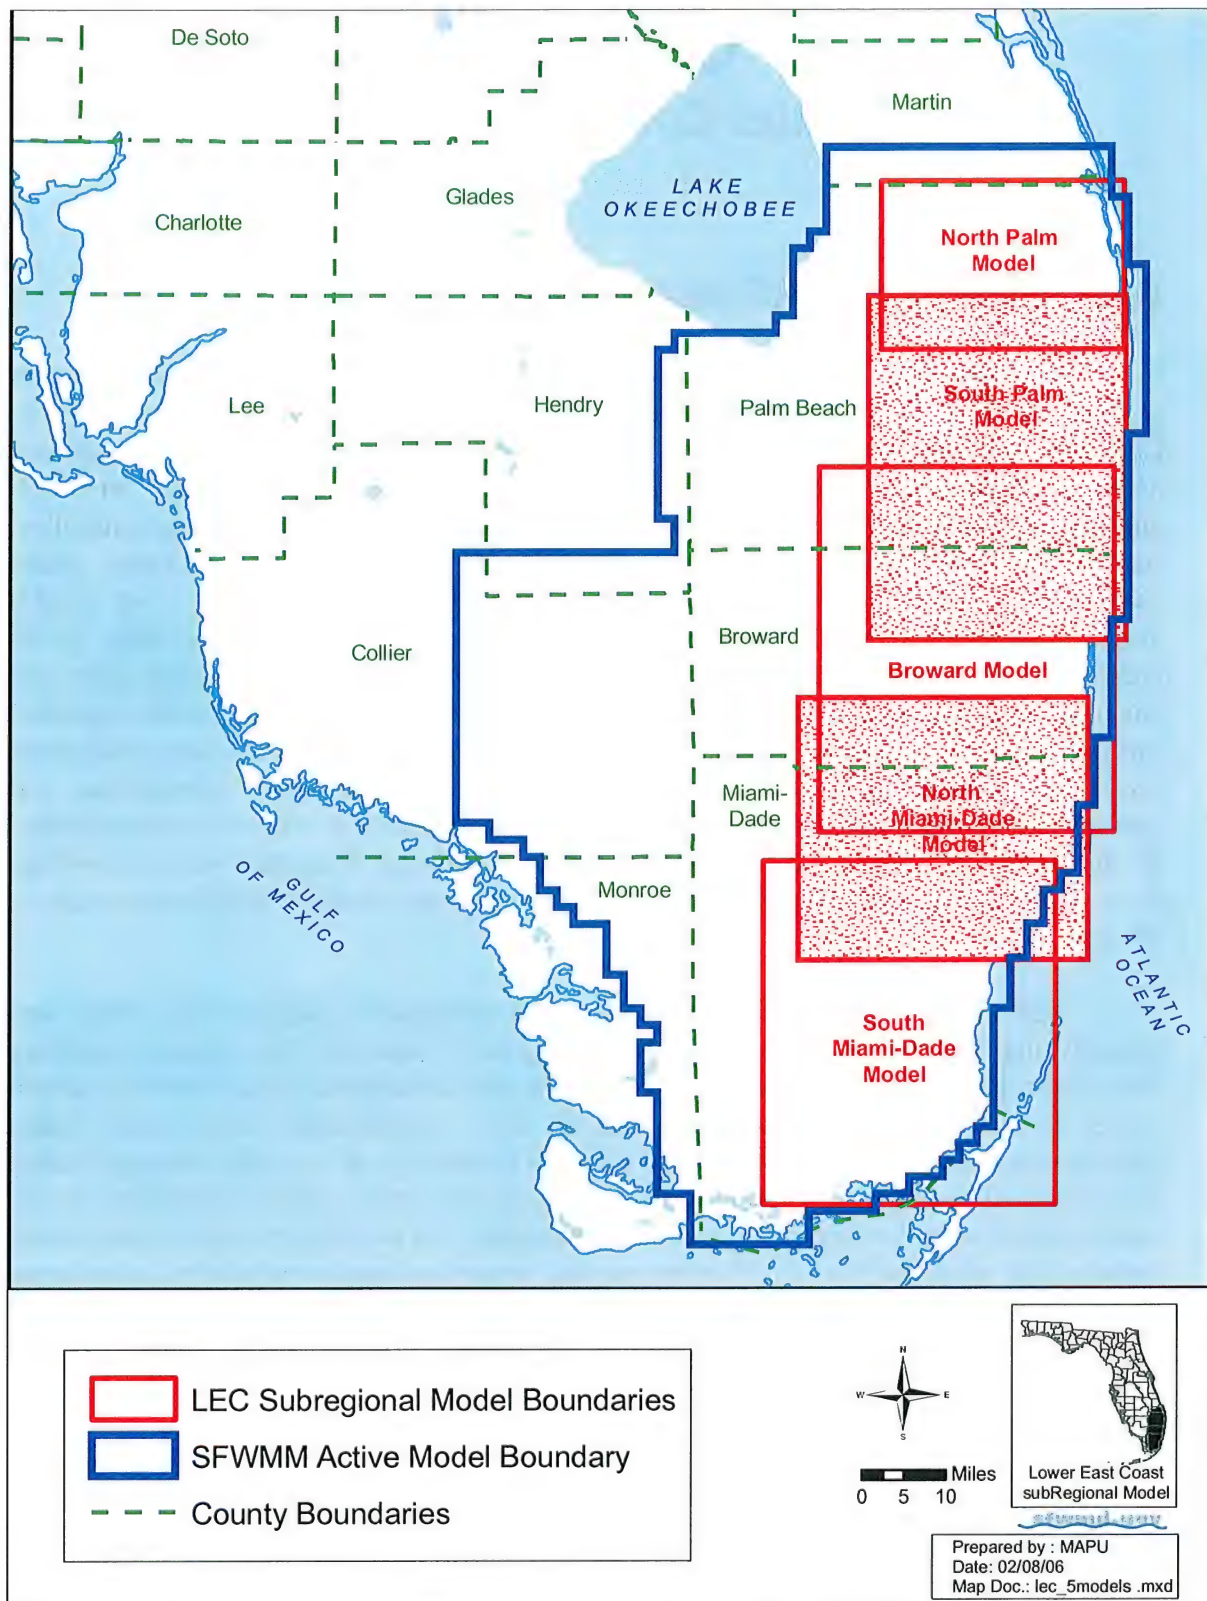 De Soto
Martin
LAKE
OKEECHOBEE
Glades
Charlotte
North Palm
Model
Lee
Hendry
Palm Beach
South Palm
Model
Collier
Broward
Broward Model
Miami-
Dade
North
Miami-Dade
Model
Monroe
GULF
OF MEXICO
ATLANTIC
OCEAN
South
Miami-Dade
Model
LEC Subregional Model Boundaries
SFWMM Active Model Boundary
County Boundaries
N
W E
S
Miles
0 5 10
Lower East Coast
subRegional Model
sfwmd.gov
Prepared by : MAPU
Date: 02/08/06
Map Doc.: lec_5models .mxd